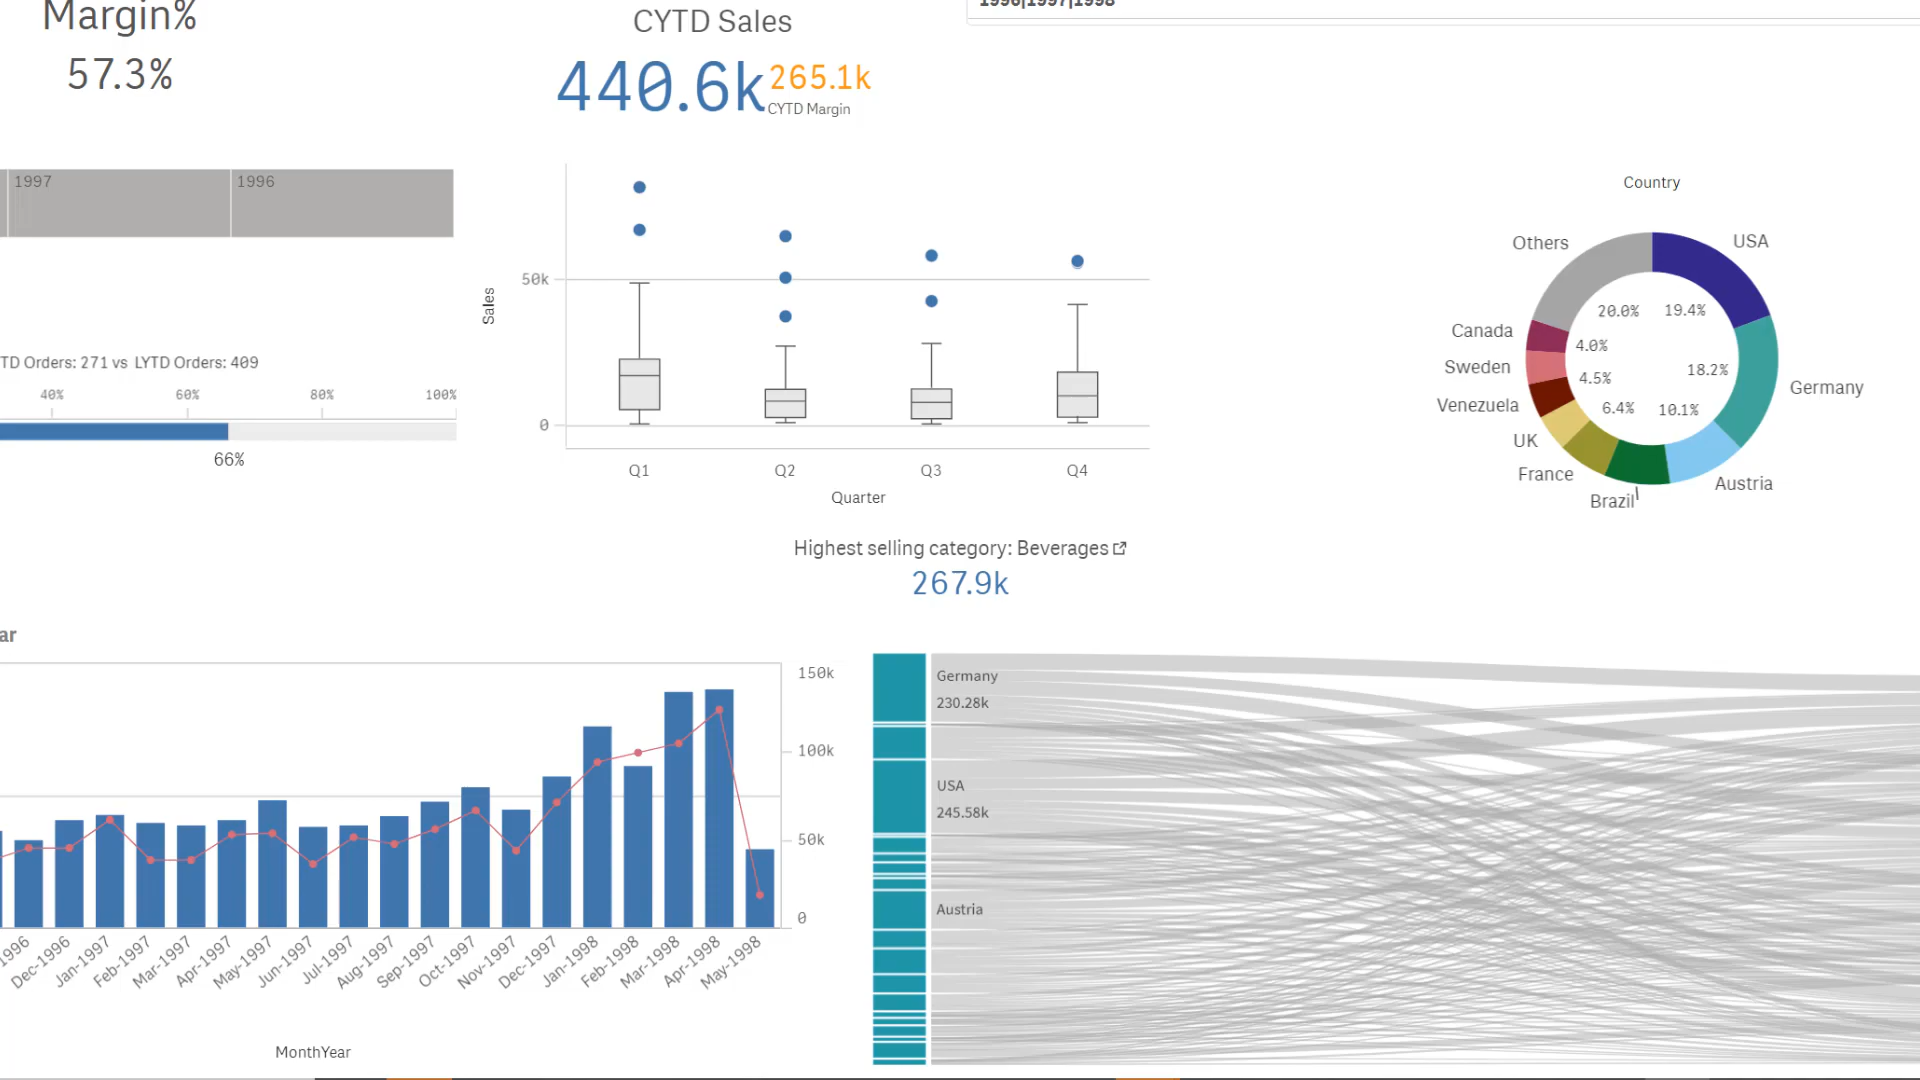 Margin%
57.3%
CYTD Sales
440.6k
265.1k
CYTD Margin
1996|1997|1998
1997
1996
TD Orders: 271 vs LYTD Orders: 409
40%
60%
80%
100%
66%
Sales
50k
0
Q1
Q2
Q3
Q4
Quarter
Country
Others
USA
Canada
Sweden
Venezuela
UK
France
Brazil
Austria
Germany
20.0%
19.4%
4.0%
18.2%
4.5%
6.4%
10.1%
Highest selling category: Beverages
267.9k
ar
150k
100k
50k
0
1996
Dec-1996
Jan-1997
Feb-1997
Mar-1997
Apr-1997
May-1997
Jun-1997
Jul-1997
Aug-1997
Sep-1997
Oct-1997
Nov-1997
Dec-1997
Jan-1998
Feb-1998
Mar-1998
Apr-1998
May-1998
MonthYear
Germany
230.28k
USA
245.58k
Austria